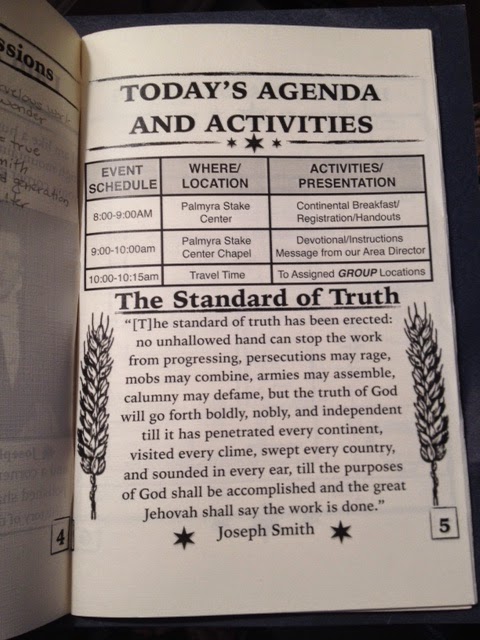 ssions
wonder
true
mith
generation
4
TODAY'S AGENDA
AND ACTIVITIES
EVENT SCHEDULE WHERE/LOCATION ACTIVITIES/PRESENTATION
8:00-9:00AM Palmyra Stake Center Continental Breakfast/Registration/Handouts
9:00-10:00am Palmyra Stake Center Chapel Devotional/Instructions Message from our Area Director
10:00-10:15am Travel Time To Assigned GROUP Locations
The Standard of Truth
"[T]he standard of truth has been erected:
no unhallowed hand can stop the work
from progressing, persecutions may rage,
mobs may combine, armies may assemble,
calumny may defame, but the truth of God
will go forth boldly, nobly, and independent
till it has penetrated every continent,
visited every clime, swept every country,
and sounded in every ear, till the purposes
of God shall be accomplished and the great
Jehovah shall say the work is done."
Joseph Smith
5